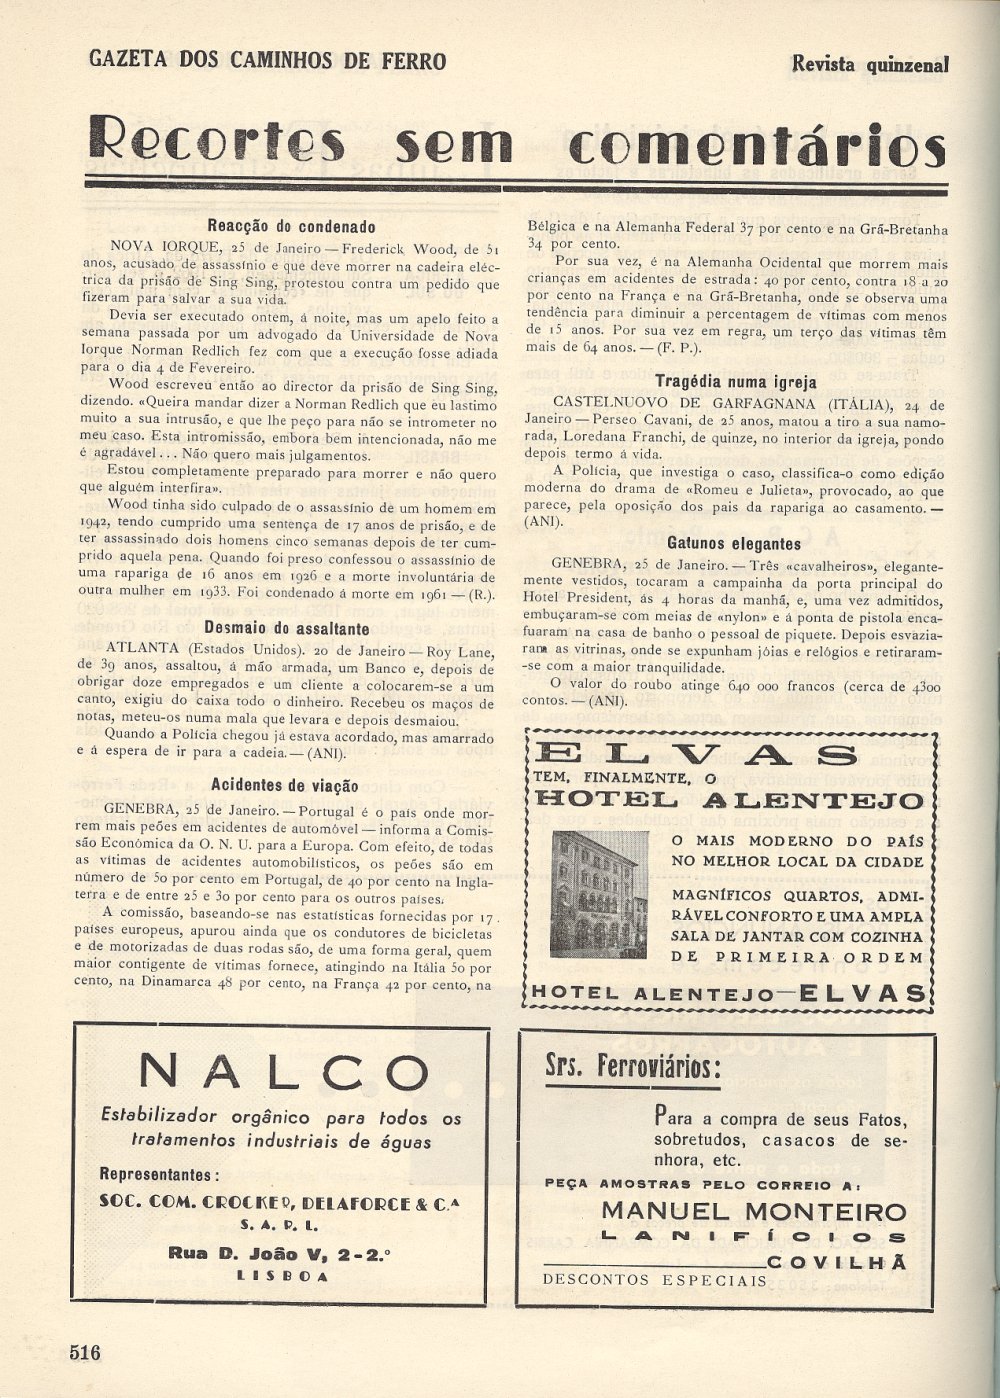 GAZETA DOS CAMINHOS DE FERRO
Revista quinzenal
Recortes sem comentários
Reacção do condenado
NOVA IORQUE, 25 de Janeiro — Frederick Wood, de 51
anos, acusado de assassínio e que deve morrer na cadeira eléc-
trica da prisão de Sing Sing, protestou contra um pedido que
fizeram para salvar a sua vida.
Devia ser executado ontem, á noite, mas um apelo feito a
semana passada por um advogado da Universidade de Nova
Iorque Norman Redlich fez com que a execução fosse adiada
para o dia 4 de Fevereiro.
Wood escreveu então ao director da prisão de Sing Sing,
dizendo. «Queira mandar dizer a Norman Redlich que eu lastimo
muito a sua intrusão, e que lhe peço para não se intrometer no
meu caso. Esta intromissão, embora bem intencionada, não me
é agradável... Não quero mais julgamentos.
Estou completamente preparado para morrer e não quero
que alguém interfira».
Wood tinha sido culpado de o assassínio de um homem em
1942, tendo cumprido uma sentença de 17 anos de prisão, e de
ter assassinado dois homens cinco semanas depois de ter cum-
prido aquela pena. Quando foi preso confessou o assassínio de
uma rapariga de 16 anos em 1926 e a morte involuntária de
outra mulher em 1933. Foi condenado á morte em 1961 — (R.).
Desmaio do assaltante
ATLANTA (Estados Unidos). 20 de Janeiro — Roy Lane,
de 39 anos, assaltou, á mão armada, um Banco e, depois de
obrigar doze empregados e um cliente a colocarem-se a um
canto, exigiu do caixa todo o dinheiro. Recebeu os maços de
notas, meteu-os numa mala que levara e depois desmaiou.
Quando a Polícia chegou já estava acordado, mas amarrado
e á espera de ir para a cadeia. — (ANI).
Acidentes de viação
GENEBRA, 25 de Janeiro. — Portugal é o país onde mor-
rem mais peões em acidentes de automóvel — informa a Comis-
são Económica da O. N. U. para a Europa. Com efeito, de todas
as vítimas de acidentes automobilísticos, os peões são em
número de 50 por cento em Portugal, de 40 por cento na Ingla-
terra e de entre 25 e 30 por cento para os outros países.
A comissão, baseando-se nas estatísticas fornecidas por 17
países europeus, apurou ainda que os condutores de bicicletas
e de motorizadas de duas rodas são, de uma forma geral, quem
maior contigente de vítimas fornece, atingindo na Itália 50 por
cento, na Dinamarca 48 por cento, na França 42 por cento, na
Bélgica e na Alemanha Federal 37 por cento e na Grã-Bretanha
34 por cento.
Por sua vez, é na Alemanha Ocidental que morrem mais
crianças em acidentes de estrada: 40 por cento, contra 18 a 20
por cento na França e na Grã-Bretanha, onde se observa uma
tendência para diminuir a percentagem de vítimas com menos
de 15 anos. Por sua vez em regra, um terço das vítimas têm
mais de 64 anos. — (F. P.).
Tragédia numa igreja
CASTELNUOVO DE GARFAGNANA (ITÁLIA), 24 de
Janeiro — Perseo Cavani, de 25 anos, matou a tiro a sua namo-
rada, Loredana Franchi, de quinze, no interior da igreja, pondo
depois termo á vida.
A Polícia, que investiga o caso, classifica-o como edição
moderna do drama de «Romeu e Julieta», provocado, ao que
parece, pela oposição dos pais da rapariga ao casamento. —
(ANI).
Gatunos elegantes
GENEBRA, 25 de Janeiro. — Três «cavalheiros», elegante-
mente vestidos, tocaram a campainha da porta principal do
Hotel President, ás 4 horas da manhã, e, uma vez admitidos,
embuçaram-se com meias de «nylon» e á ponta de pistola enca-
fuaram na casa de banho o pessoal de piquete. Depois esvazia-
ram as vitrinas, onde se expunham jóias e relógios e retiraram-
-se com a maior tranquilidade.
O valor do roubo atinge 640 000 francos (cerca de 4300
contos. — (ANI).
ELVAS
TEM, FINALMENTE, O
HOTEL ALENTEJO
O MAIS MODERNO DO PAÍS
NO MELHOR LOCAL DA CIDADE
MAGNÍFICOS QUARTOS, ADMI-
RÁVEL CONFORTO E UMA AMPLA
SALA DE JANTAR COM COZINHA
DE PRIMEIRA ORDEM
HOTEL ALENTEJO — ELVAS
NALCO
Estabilizador orgânico para todos os
tratamentos industriais de águas
Representantes:
SOC. COM. CROCKER, DELAFORCE & C.ª
S. A. R. L.
Rua D. João V, 2-2.º
LISBOA
Srs. Ferroviários:
Para a compra de seus Fatos,
sobretudos, casacos de se-
nhora, etc.
PEÇA AMOSTRAS PELO CORREIO A:
MANUEL MONTEIRO
LANIFÍCIOS
COVILHÃ
DESCONTOS ESPECIAIS
516